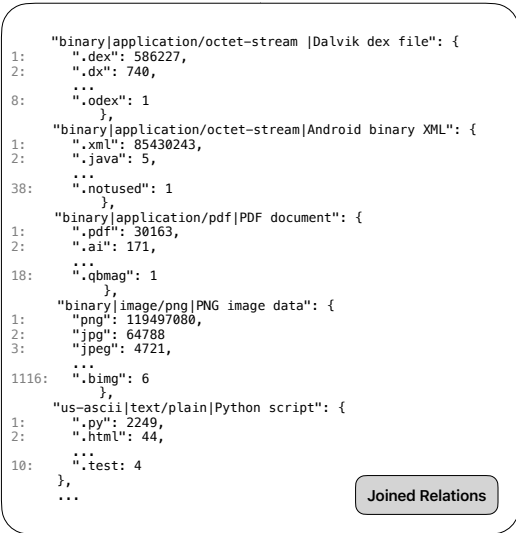 "binary|application/octet-stream |Dalvik dex file": {
1: ".dex": 586227,
2: ".dx": 740,
...
8: ".odex": 1
},
"binary|application/octet-stream|Android binary XML": {
1: ".xml": 85430243,
2: ".java": 5,
...
38: ".notused": 1
},
"binary|application/pdf|PDF document": {
1: ".pdf": 30163,
2: ".ai": 171,
...
18: ".qbmag": 1
},
"binary|image/png|PNG image data": {
1: "png": 119497080,
2: "jpg": 64788
3: "jpeg": 4721,
...
1116: ".bimg": 6
},
"us-ascii|text/plain|Python script": {
1: ".py": 2249,
2: ".html": 44,
...
10: ".test: 4
},
...
Joined Relations